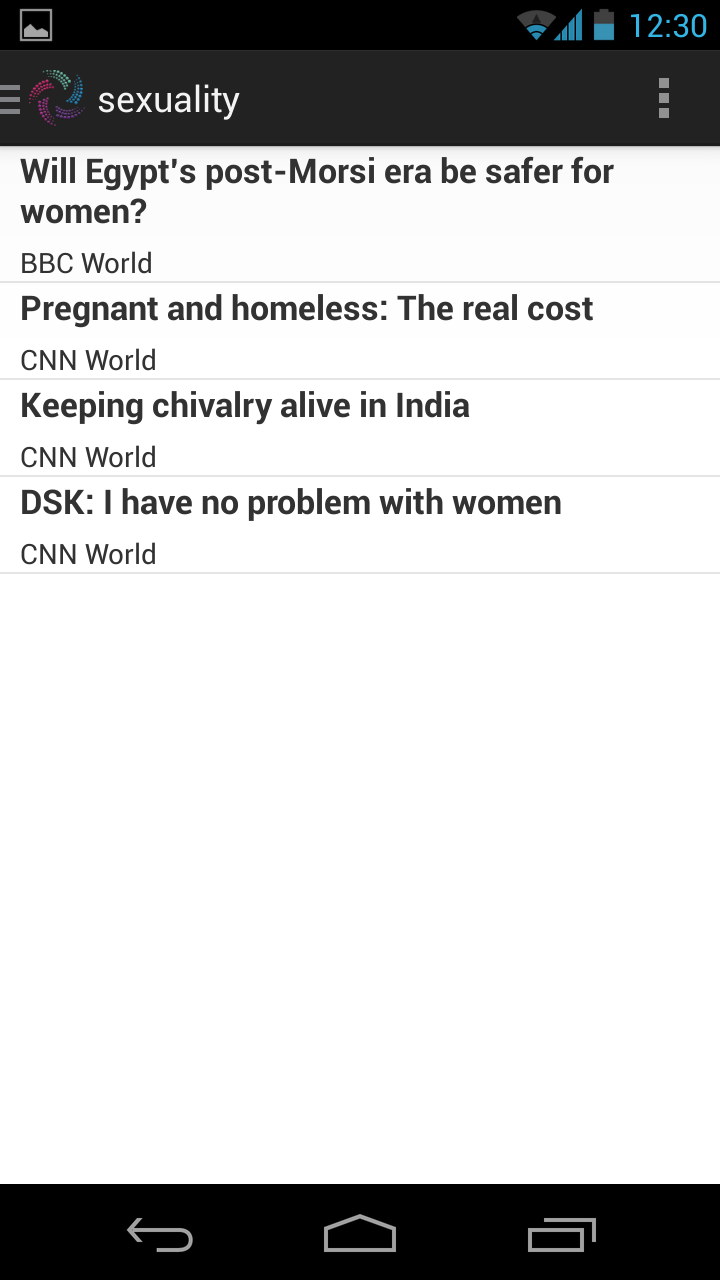 12:30
sexuality
Will Egypt's post-Morsi era be safer for
women?
BBC World
Pregnant and homeless: The real cost
CNN World
Keeping chivalry alive in India
CNN World
DSK: I have no problem with women
CNN World